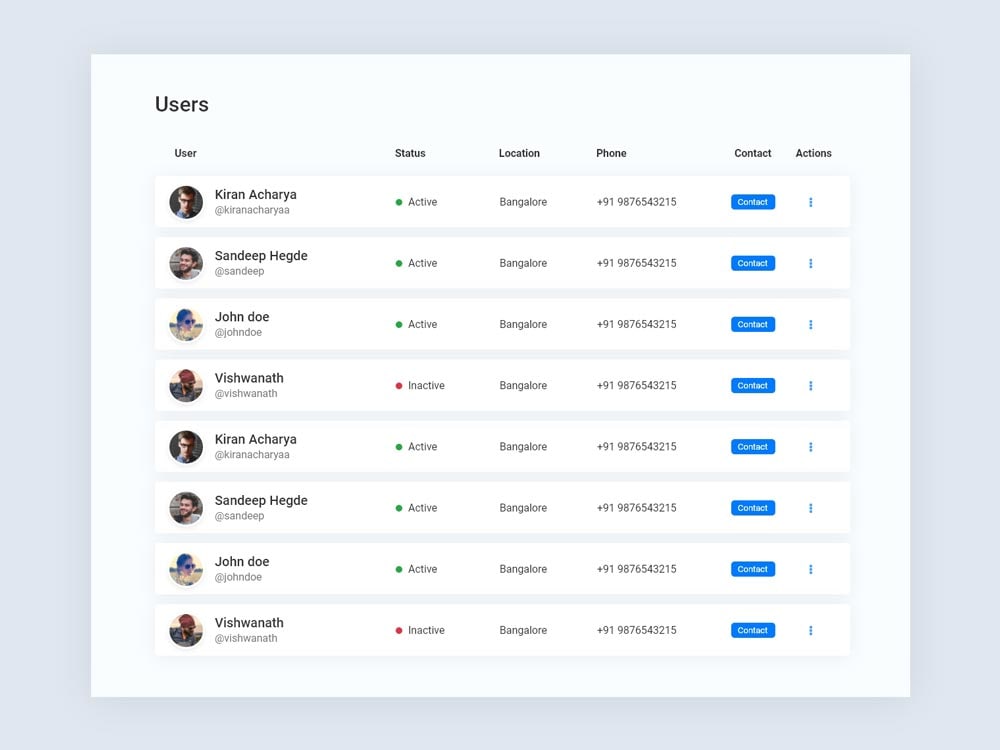 Users
User Status Location Phone Contact Actions
Kiran Acharya
@kiranacharyaa
Active Bangalore +91 9876543215 Contact
Sandeep Hegde
@sandeep
Active Bangalore +91 9876543215 Contact
John doe
@johndoe
Active Bangalore +91 9876543215 Contact
Vishwanath
@vishwanath
Inactive Bangalore +91 9876543215 Contact
Kiran Acharya
@kiranacharyaa
Active Bangalore +91 9876543215 Contact
Sandeep Hegde
@sandeep
Active Bangalore +91 9876543215 Contact
John doe
@johndoe
Active Bangalore +91 9876543215 Contact
Vishwanath
@vishwanath
Inactive Bangalore +91 9876543215 Contact